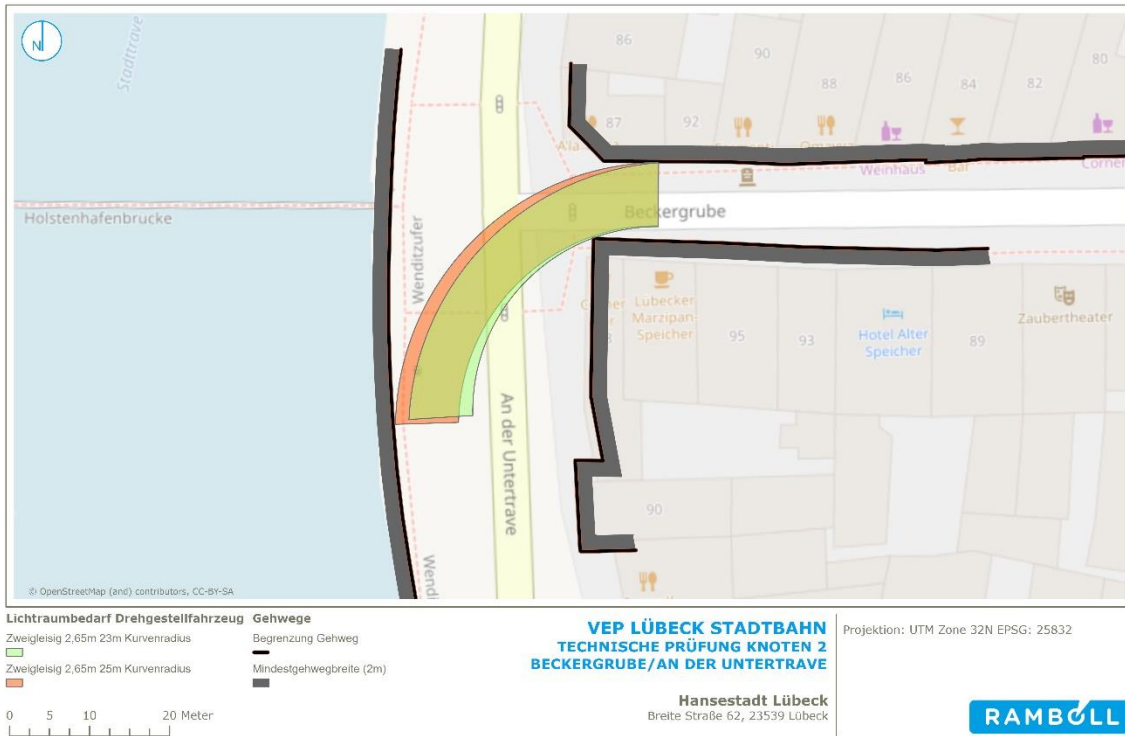 N
Stadttrave
86
90
88
86
84
82
80
87
92
Weinhaus
Bar
Corner
Holstenhafenbrücke
Wenditzufer
Beckergrube
Lübecker
Marzipan-
Speicher
95
93
Hotel Alter
Speicher
89
Zaubertheater
An der Untertrave
90
© OpenStreetMap (and) contributors, CC-BY-SA
Lichtraumbedarf Drehgestellfahrzeug
Zweigleisig 2,65m 23m Kurvenradius
Zweigleisig 2,65m 25m Kurvenradius
Gehwege
Begrenzung Gehweg
Mindestgehwegbreite (2m)
0 5 10 20 Meter
VEP LÜBECK STADTBAHN
TECHNISCHE PRÜFUNG KNOTEN 2
BECKERGRUBE/AN DER UNTERTRAVE
Hansestadt Lübeck
Breite Straße 62, 23539 Lübeck
Projektion: UTM Zone 32N EPSG: 25832
RAMBOLL